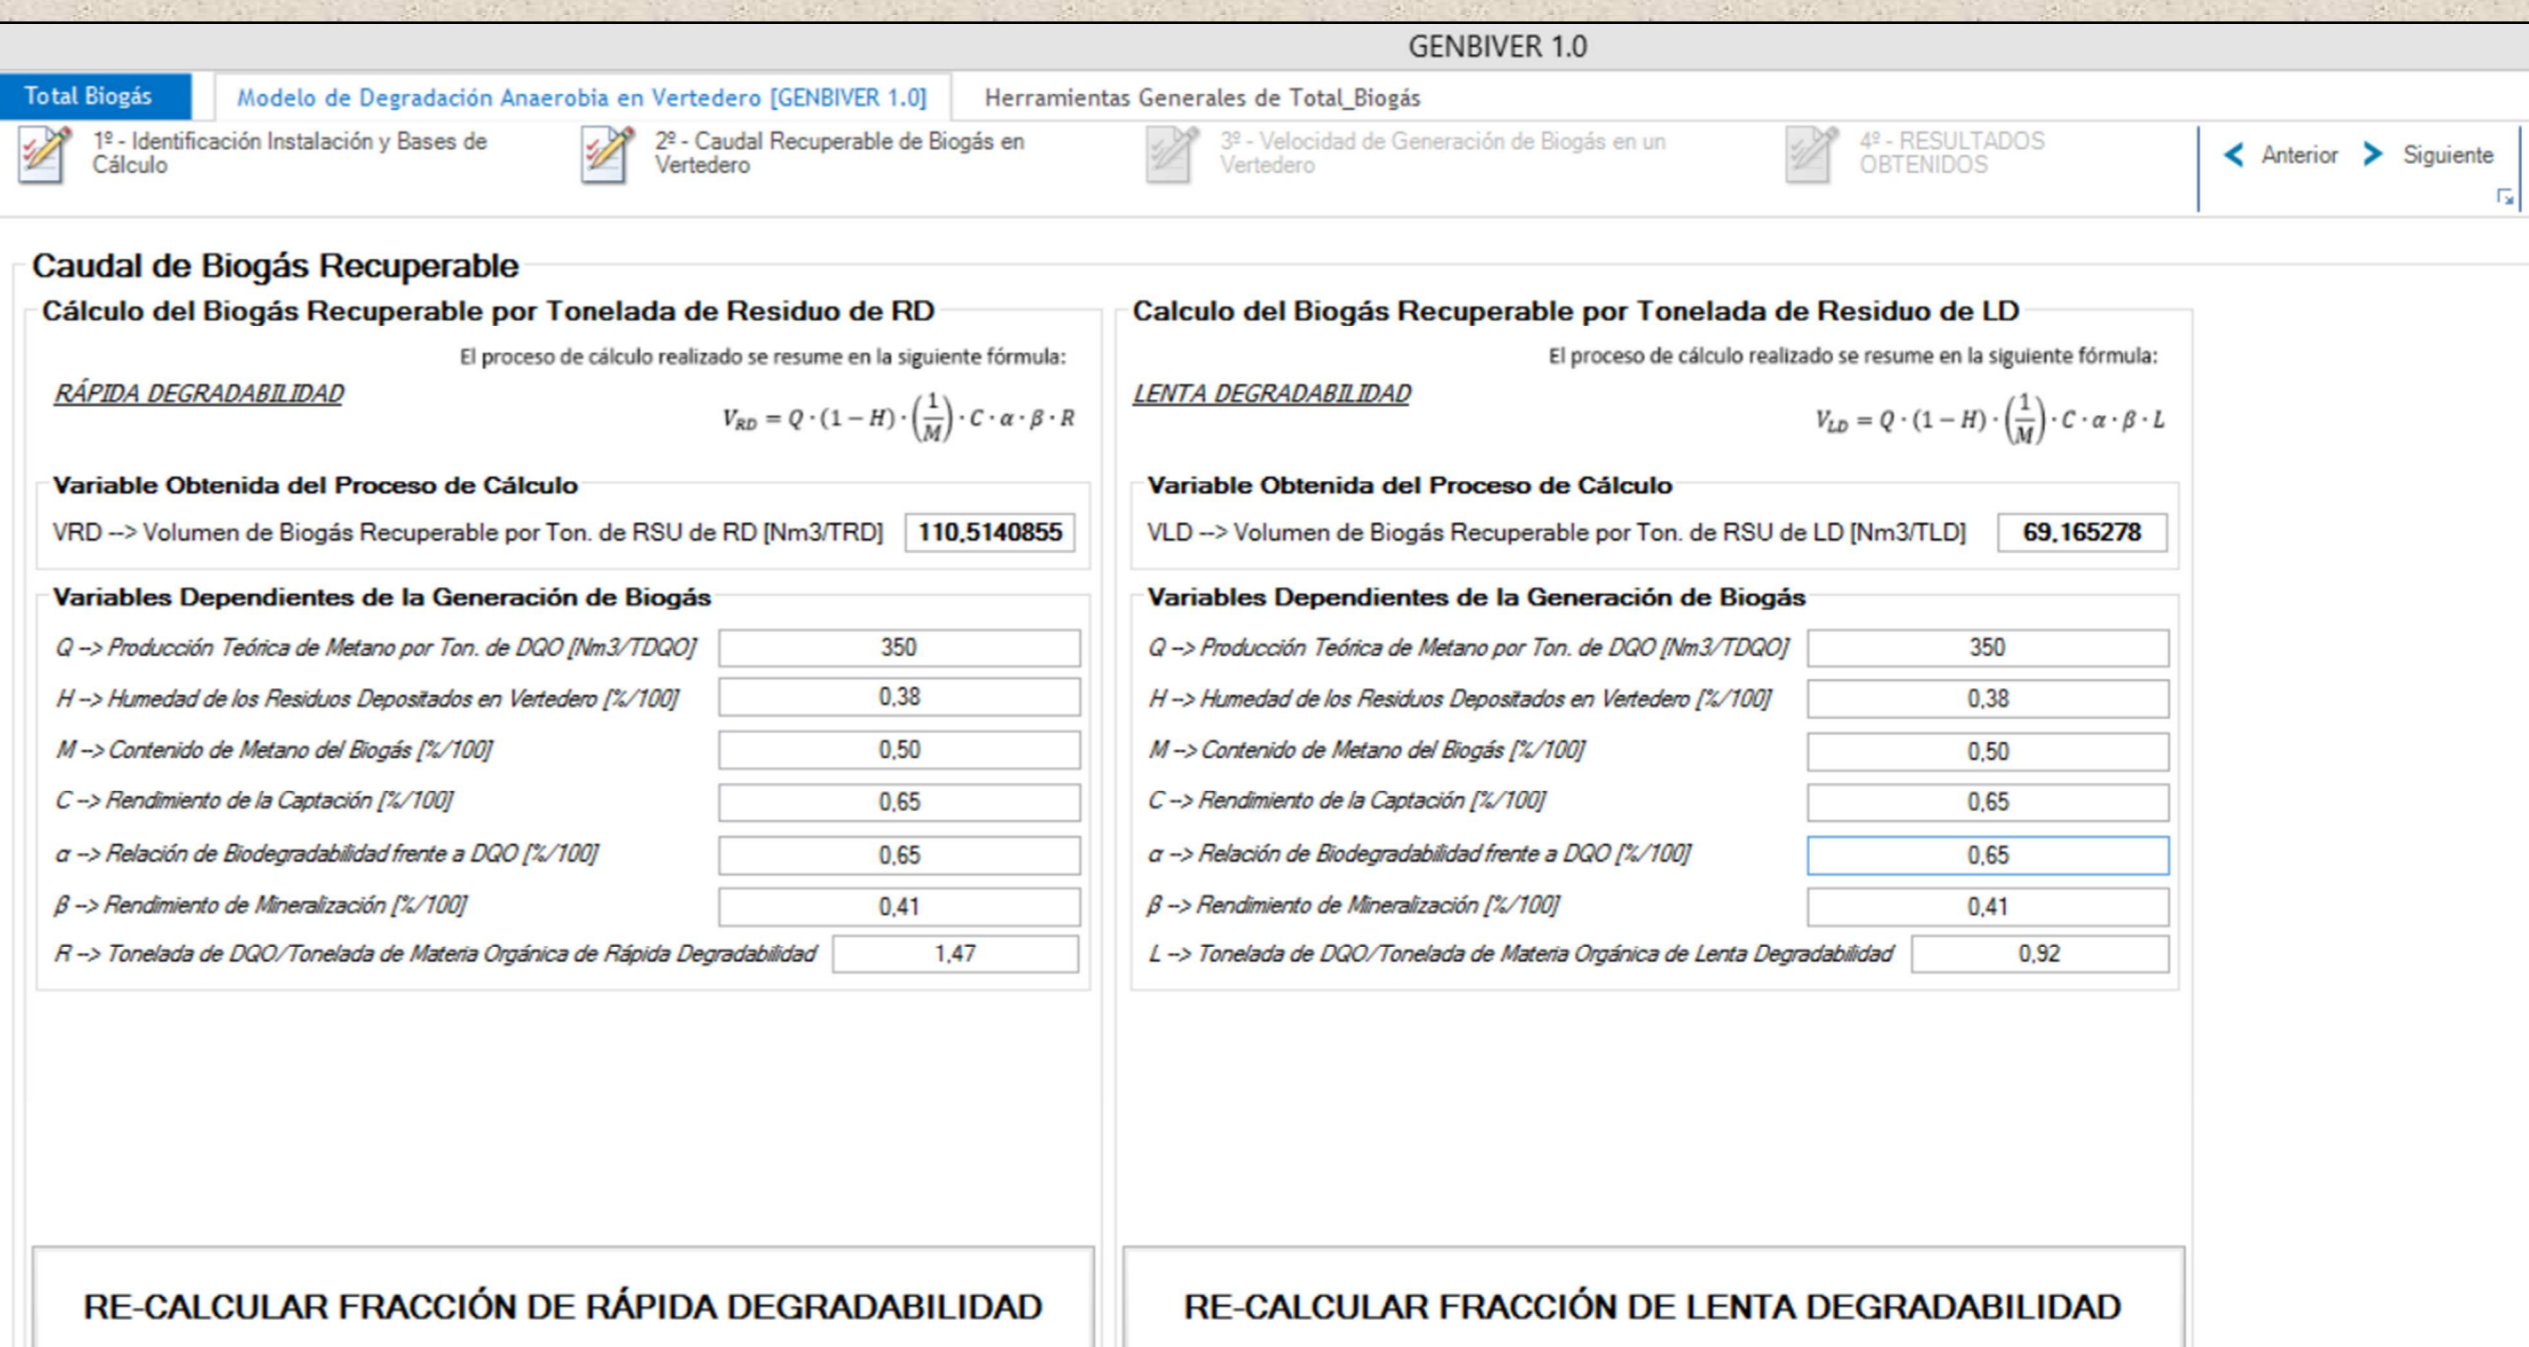 GENBIVER 1.0
Total Biogás
Modelo de Degradación Anaerobia en Vertedero [GENBIVER 1.0]
Herramientas Generales de Total_Biogás
1º - Identificación Instalación y Bases de
Cálculo
2º - Caudal Recuperable de Biogás en
Vertedero
3º - Velocidad de Generación de Biogás en un
Vertedero
4º - RESULTADOS
OBTENIDOS
Anterior
Siguiente
Caudal de Biogás Recuperable
Cálculo del Biogás Recuperable por Tonelada de Residuo de RD
El proceso de cálculo realizado se resume en la siguiente fórmula:
RÁPIDA DEGRADABILIDAD
V_RD = Q · (1 − H) · (1/M) · C · α · β · R
Variable Obtenida del Proceso de Cálculo
VRD --> Volumen de Biogás Recuperable por Ton. de RSU de RD [Nm3/TRD] 110,5140855
Variables Dependientes de la Generación de Biogás
Q --> Producción Teórica de Metano por Ton. de DQO [Nm3/TDQO] 350
H --> Humedad de los Residuos Depositados en Vertedero [%/100] 0,38
M --> Contenido de Metano del Biogás [%/100] 0,50
C --> Rendimiento de la Captación [%/100] 0,65
α --> Relación de Biodegradabilidad frente a DQO [%/100] 0,65
β --> Rendimiento de Mineralización [%/100] 0,41
R --> Tonelada de DQO/Tonelada de Materia Orgánica de Rápida Degradabilidad 1,47
RE-CALCULAR FRACCIÓN DE RÁPIDA DEGRADABILIDAD
Calculo del Biogás Recuperable por Tonelada de Residuo de LD
El proceso de cálculo realizado se resume en la siguiente fórmula:
LENTA DEGRADABILIDAD
V_LD = Q · (1 − H) · (1/M) · C · α · β · L
Variable Obtenida del Proceso de Cálculo
VLD --> Volumen de Biogás Recuperable por Ton. de RSU de LD [Nm3/TLD] 69,165278
Variables Dependientes de la Generación de Biogás
Q --> Producción Teórica de Metano por Ton. de DQO [Nm3/TDQO] 350
H --> Humedad de los Residuos Depositados en Vertedero [%/100] 0,38
M --> Contenido de Metano del Biogás [%/100] 0,50
C --> Rendimiento de la Captación [%/100] 0,65
α --> Relación de Biodegradabilidad frente a DQO [%/100] 0,65
β --> Rendimiento de Mineralización [%/100] 0,41
L --> Tonelada de DQO/Tonelada de Materia Orgánica de Lenta Degradabilidad 0,92
RE-CALCULAR FRACCIÓN DE LENTA DEGRADABILIDAD